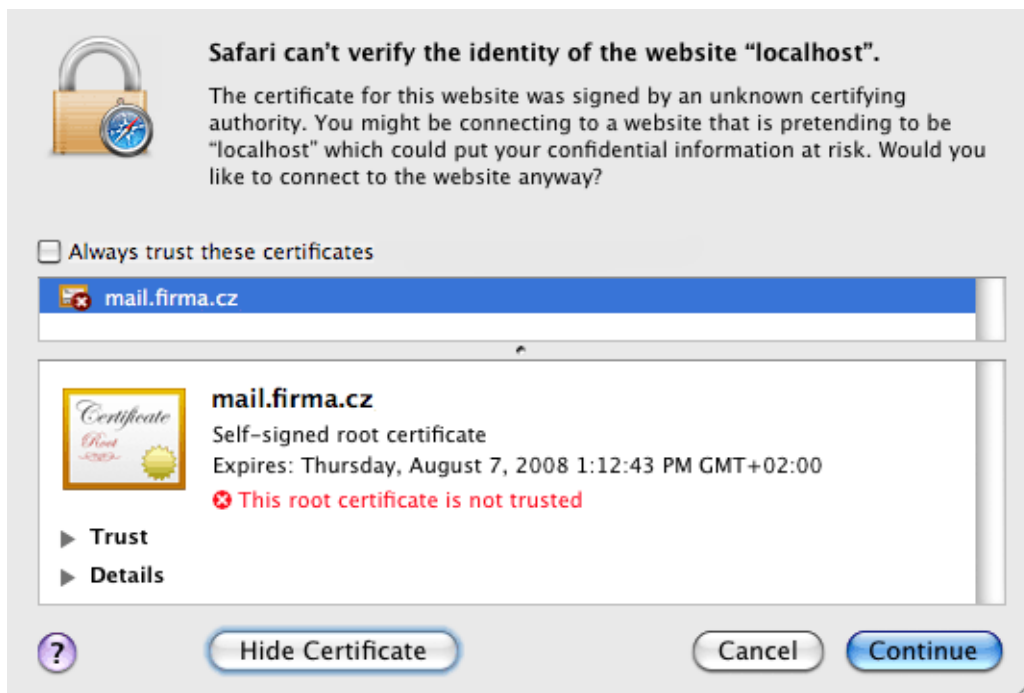 Safari can't verify the identity of the website “localhost”.
The certificate for this website was signed by an unknown certifying
authority. You might be connecting to a website that is pretending to be
“localhost” which could put your confidential information at risk. Would you
like to connect to the website anyway?
Always trust these certificates
mail.firma.cz
Certificate
Root
mail.firma.cz
Self-signed root certificate
Expires: Thursday, August 7, 2008 1:12:43 PM GMT+02:00
This root certificate is not trusted
Trust
Details
?
Hide Certificate
Cancel
Continue